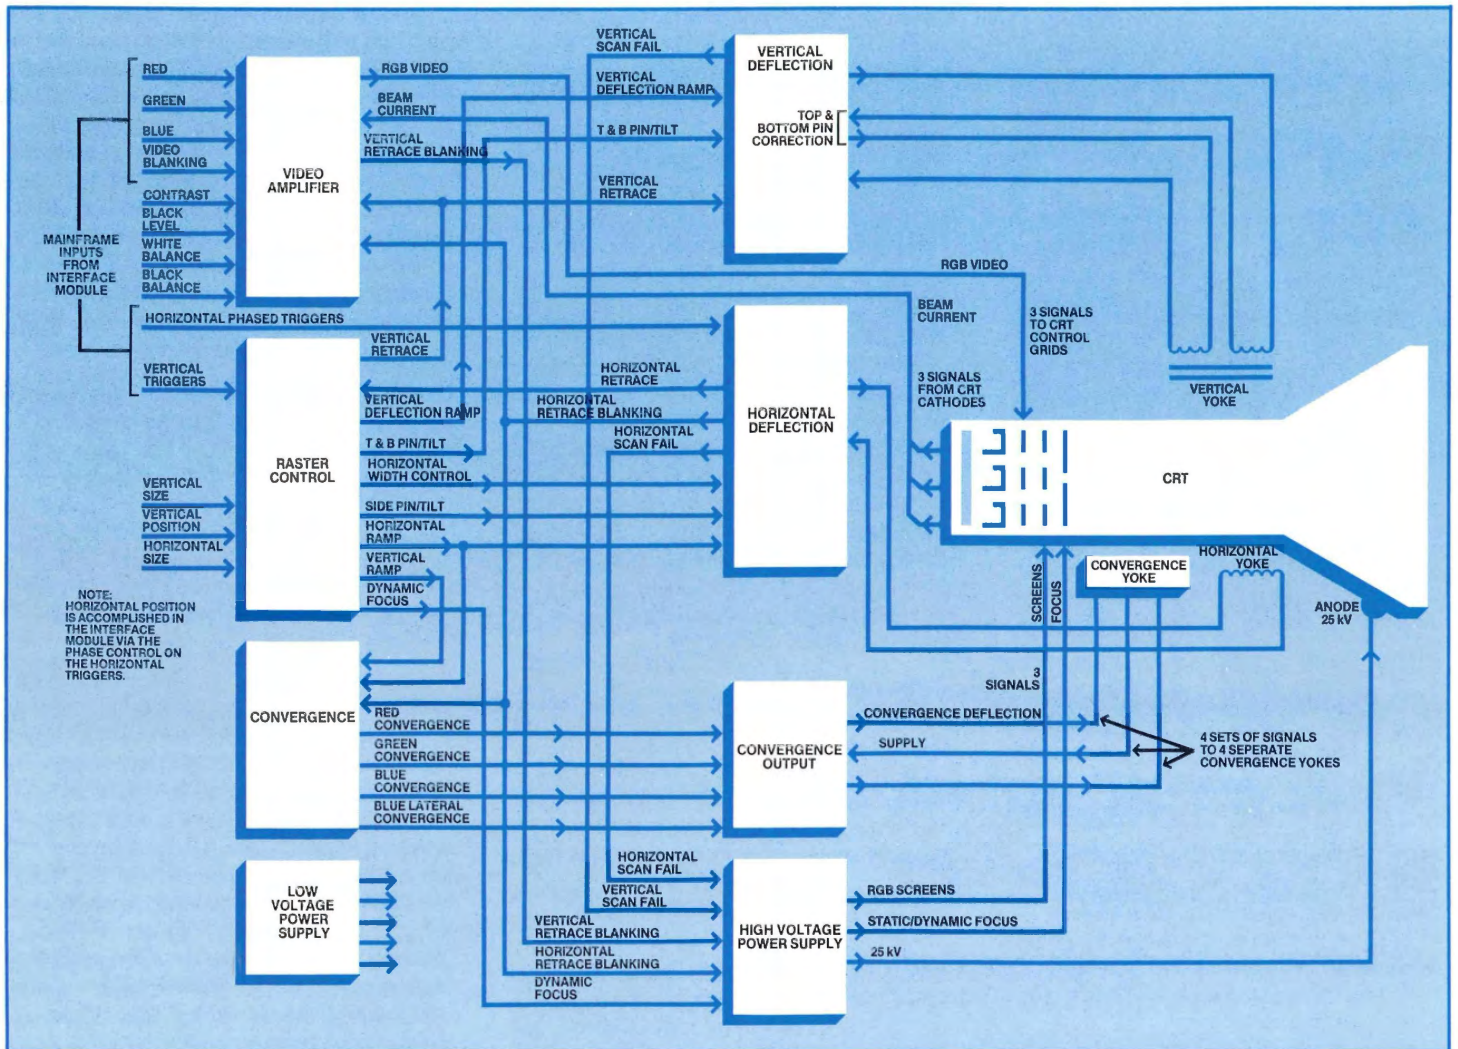 RED
GREEN
BLUE
VIDEO
BLANKING
CONTRAST
BLACK
LEVEL
WHITE
BALANCE
BLACK
BALANCE
MAINFRAME
INPUTS
FROM
INTERFACE
MODULE
HORIZONTAL PHASED TRIGGERS
VERTICAL
TRIGGERS
VERTICAL
SIZE
VERTICAL
POSITION
HORIZONTAL
SIZE
NOTE:
HORIZONTAL POSITION
IS ACCOMPLISHED IN
THE INTERFACE
MODULE VIA THE
PHASE CONTROL ON
THE HORIZONTAL
TRIGGERS.
VIDEO
AMPLIFIER
RGB VIDEO
BEAM
CURRENT
VERTICAL
RETRACE BLANKING
RASTER
CONTROL
VERTICAL
RETRACE
VERTICAL
DEFLECTION RAMP
T & B PIN/TILT
HORIZONTAL
WIDTH CONTROL
SIDE PIN/TILT
HORIZONTAL
RAMP
VERTICAL
RAMP
DYNAMIC
FOCUS
CONVERGENCE
RED
CONVERGENCE
GREEN
CONVERGENCE
BLUE
CONVERGENCE
BLUE LATERAL
CONVERGENCE
LOW
VOLTAGE
POWER
SUPPLY
VERTICAL
SCAN FAIL
VERTICAL
DEFLECTION RAMP
T & B PIN/TILT
VERTICAL
RETRACE
VERTICAL
DEFLECTION
TOP &
BOTTOM PIN
CORRECTION
HORIZONTAL
RETRACE
HORIZONTAL
RETRACE BLANKING
HORIZONTAL
SCAN FAIL
HORIZONTAL
DEFLECTION
RGB VIDEO
BEAM
CURRENT
3 SIGNALS
TO CRT
CONTROL
GRIDS
3 SIGNALS
FROM CRT
CATHODES
VERTICAL
YOKE
CRT
CONVERGENCE
YOKE
HORIZONTAL
YOKE
ANODE
25 kV
SCREENS
FOCUS
3
SIGNALS
CONVERGENCE
OUTPUT
CONVERGENCE DEFLECTION
SUPPLY
4 SETS OF SIGNALS
TO 4 SEPERATE
CONVERGENCE YOKES
HORIZONTAL
SCAN FAIL
VERTICAL
SCAN FAIL
VERTICAL
RETRACE BLANKING
HORIZONTAL
RETRACE BLANKING
DYNAMIC
FOCUS
HIGH VOLTAGE
POWER SUPPLY
RGB SCREENS
STATIC/DYNAMIC FOCUS
25 kV